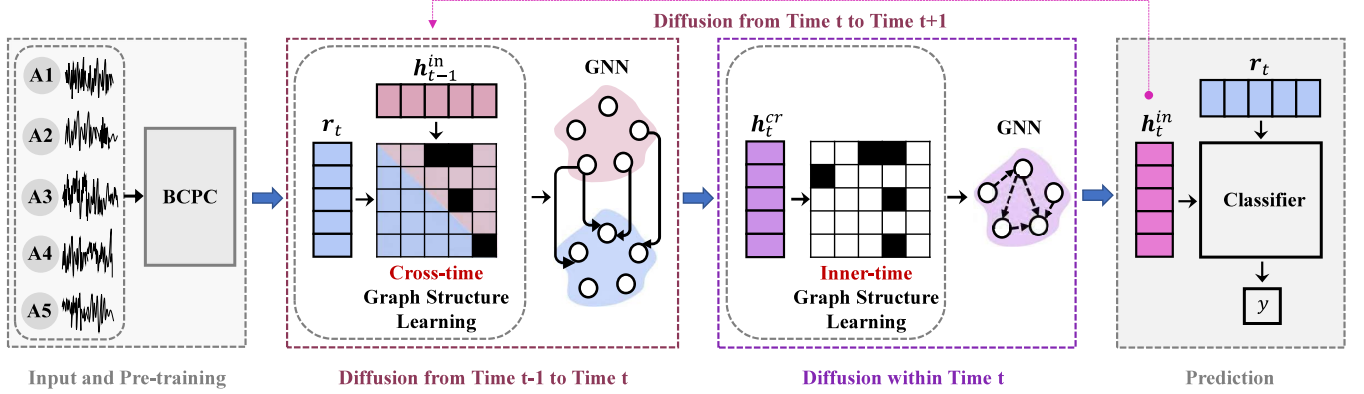 Diffusion from Time t to Time t+1
A1
A2
A3
A4
A5
BCPC
Input and Pre-training
r_t
h_{t-1}^{in}
Cross-time
Graph Structure
Learning
GNN
Diffusion from Time t-1 to Time t
h_t^{cr}
Inner-time
Graph Structure
Learning
GNN
Diffusion within Time t
h_t^{in}
r_t
Classifier
y
Prediction